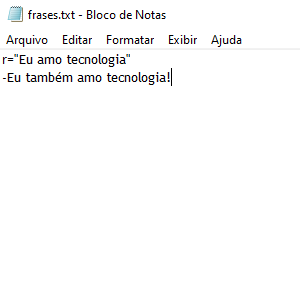 frases.txt - Bloco de Notas
Arquivo Editar Formatar Exibir Ajuda
r="Eu amo tecnologia"
-Eu também amo tecnologia!